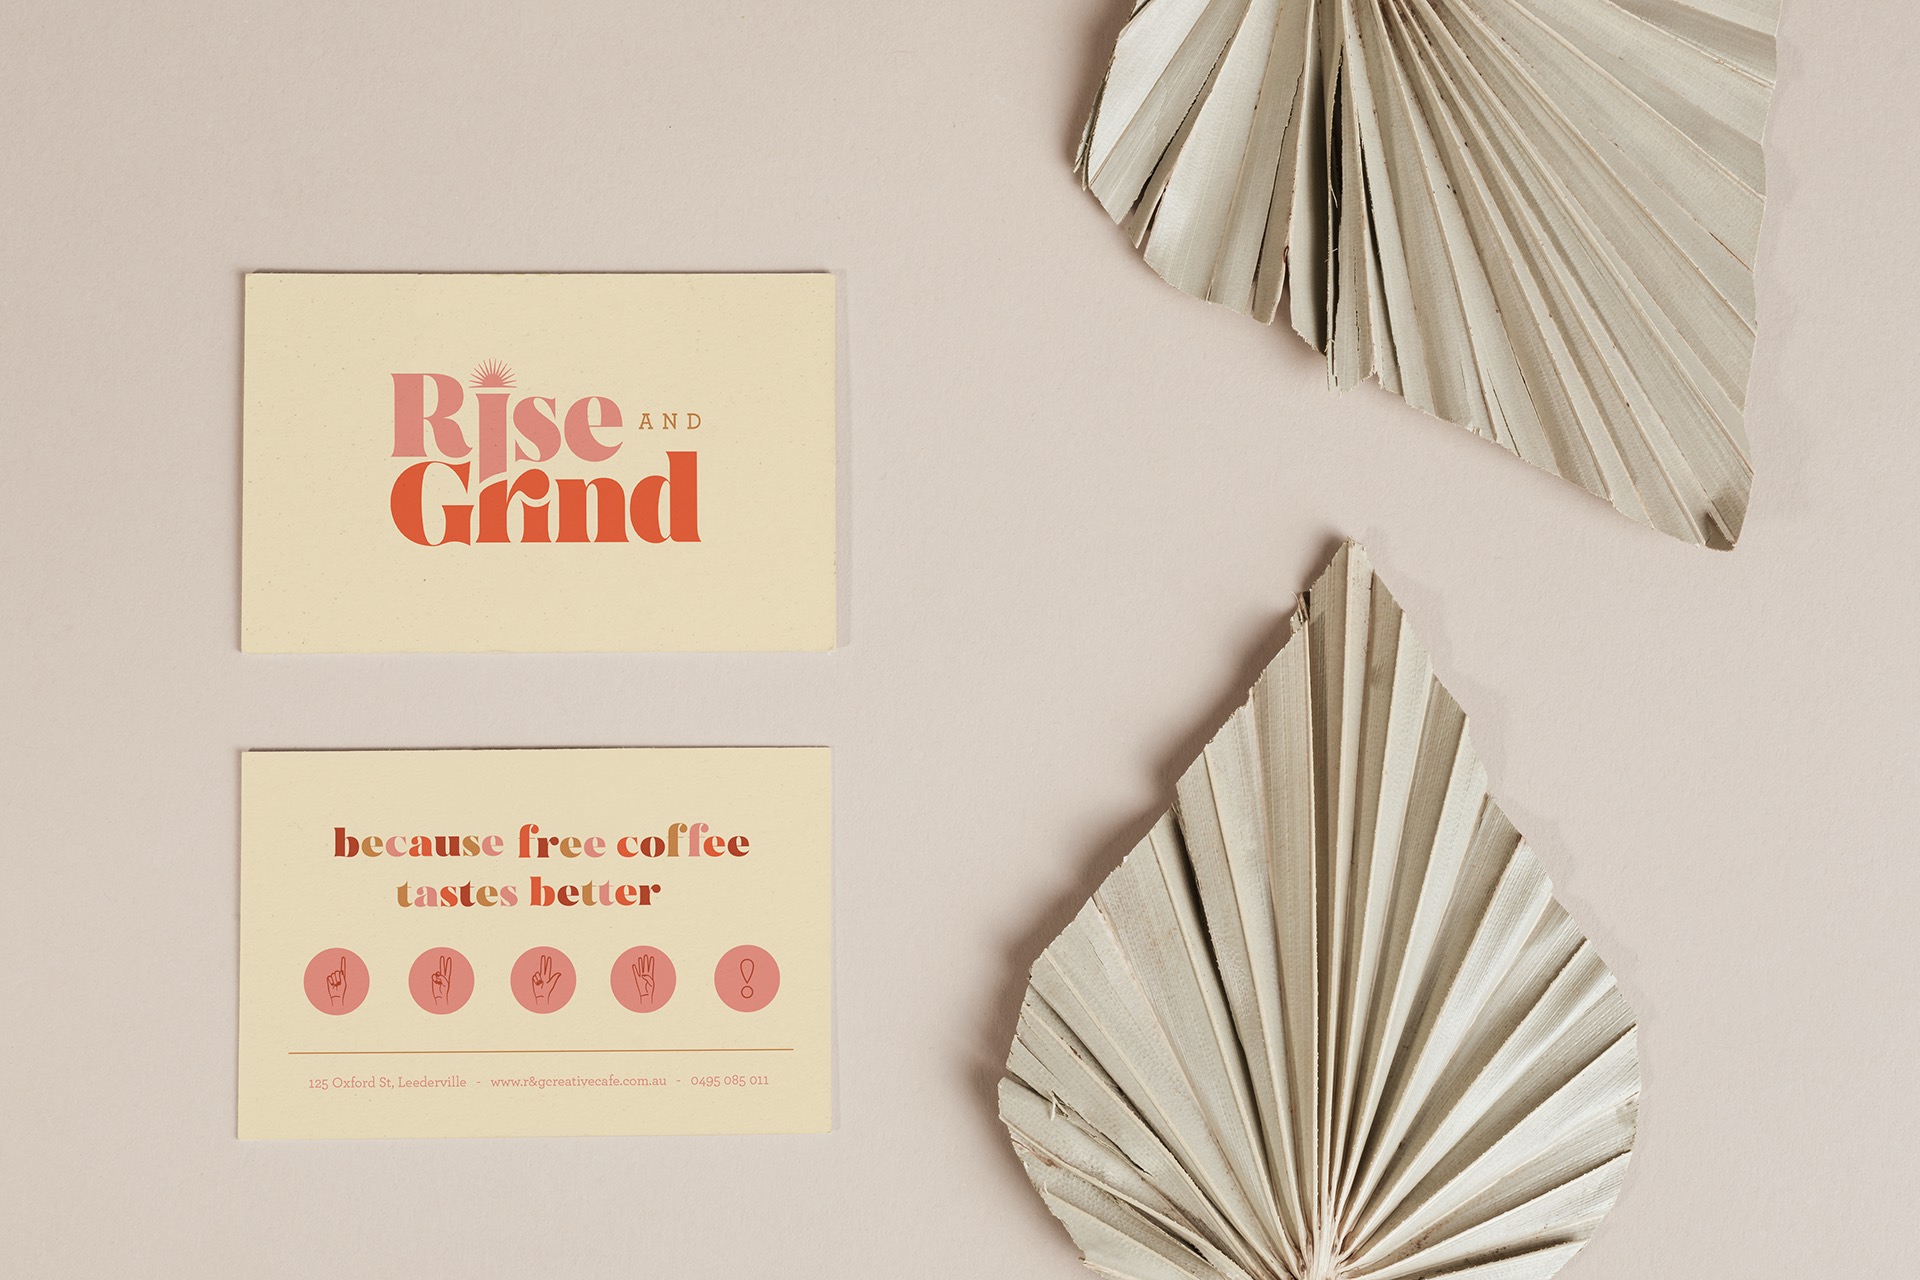 Rise AND
Grind
because free coffee
tastes better
125 Oxford St, Leederville - www.r&gcreativecafe.com.au - 0495 085 011